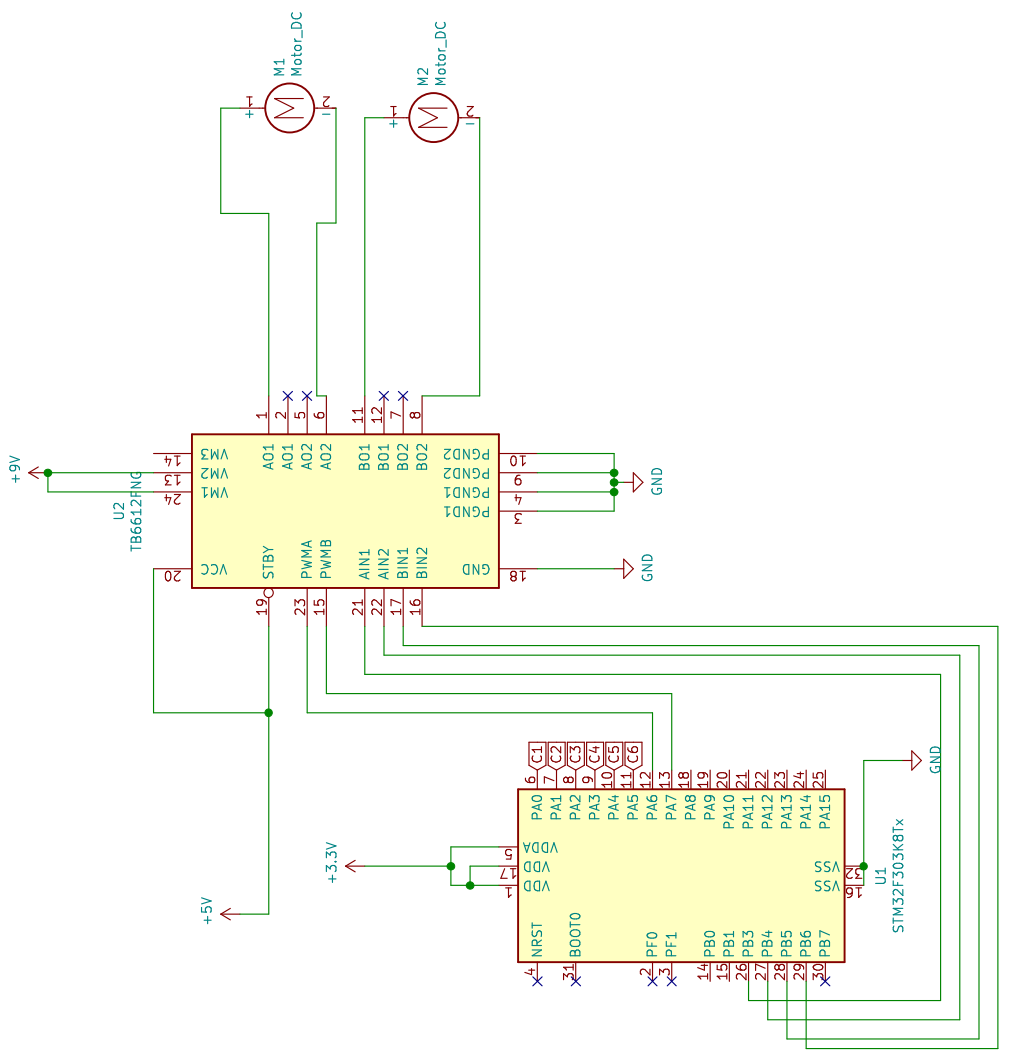 M1
Motor_DC
1
+
2
-
M2
Motor_DC
1
+
2
-
+9V
U2
TB6612FNG
1
2
5
6
11
12
7
8
AO1
AO1
AO2
AO2
BO1
BO1
BO2
BO2
14
VM3
13
VM2
24
VM1
20
VCC
PGND2
10
PGND2
9
PGND1
4
PGND1
3
GND
18
GND
GND
STBY
PWMA
PWMB
AIN1
AIN2
BIN1
BIN2
19
23
15
21
22
17
16
+5V
+3.3V
C1
C2
C3
C4
C5
C6
6
7
8
9
10
11
12
13
18
19
20
21
22
23
24
25
PA0
PA1
PA2
PA3
PA4
PA5
PA6
PA7
PA8
PA9
PA10
PA11
PA12
PA13
PA14
PA15
5
VDDA
17
VDD
1
VDD
VSS
32
VSS
16
GND
U1
STM32F303K8Tx
NRST
BOOT0
PF0
PF1
PB0
PB1
PB3
PB4
PB5
PB6
PB7
4
31
2
3
14
15
26
27
28
29
30